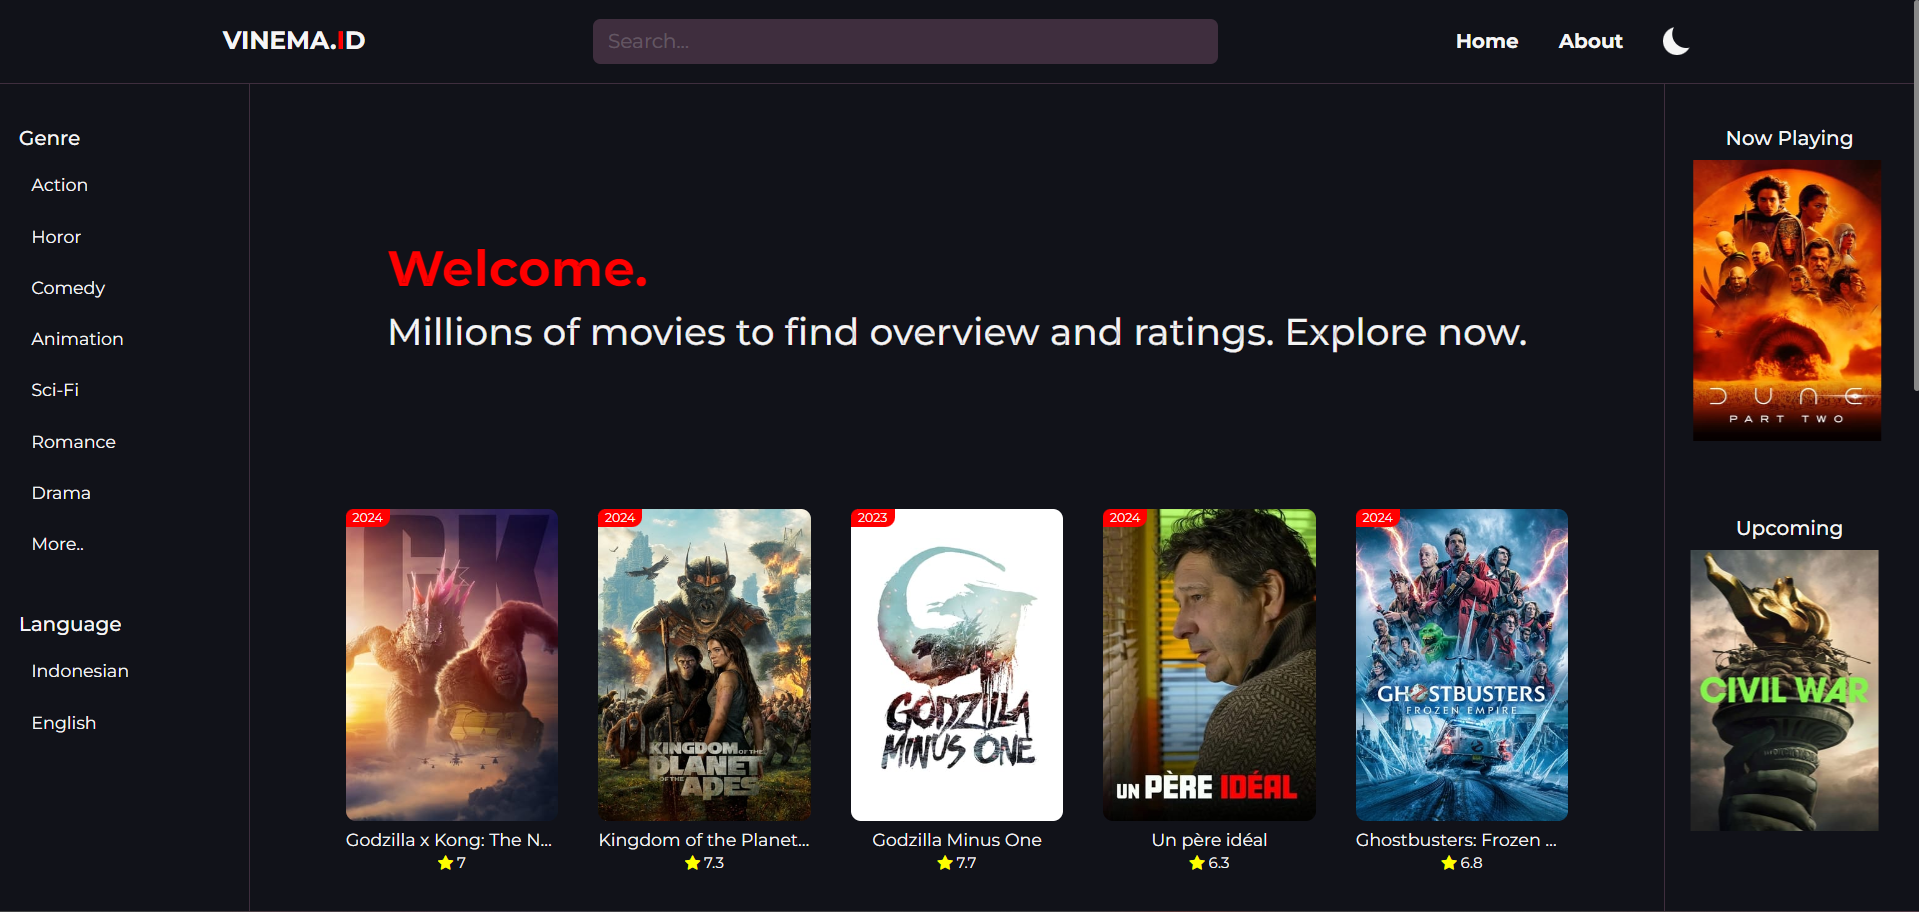 VINEMA.ID
Search...
Home
About
Genre
Action
Horor
Comedy
Animation
Sci-Fi
Romance
Drama
More..
Language
Indonesian
English
Welcome.
Millions of movies to find overview and ratings. Explore now.
2024
GK
KINGDOM OF THE
PLANET
OF THE APES
2024
2023
GODZILLA
MINUS ONE
2024
UN PÈRE IDÉAL
2024
GHOSTBUSTERS
FROZEN EMPIRE
Godzilla x Kong: The N...
7
Kingdom of the Planet...
7.3
Godzilla Minus One
7.7
Un père idéal
6.3
Ghostbusters: Frozen ...
6.8
Now Playing
DUNE
PART TWO
Upcoming
CIVIL WAR